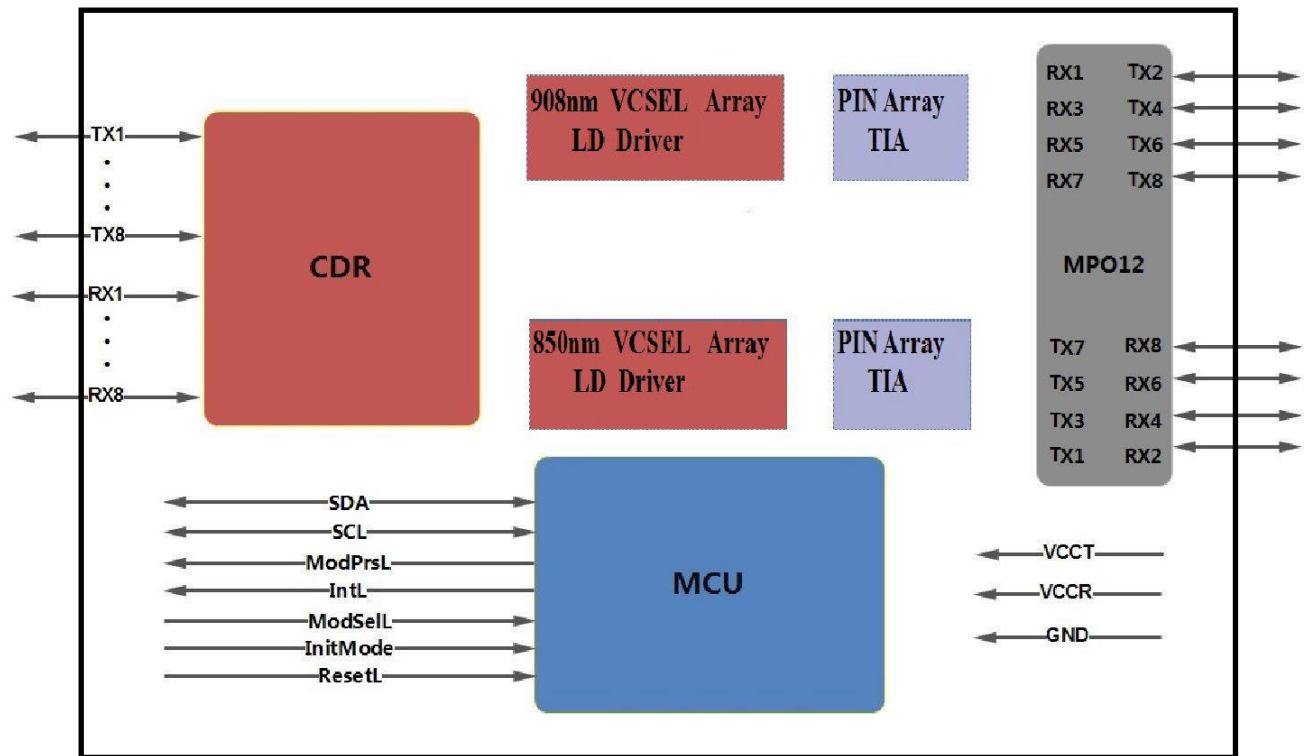 908nm VCSEL Array
LD Driver
PIN Array
TIA
RX1 TX2
RX3 TX4
RX5 TX6
RX7 TX8
MPO12
TX7 RX8
TX5 RX6
TX3 RX4
TX1 RX2
TX1
TX8
RX1
RX8
CDR
850nm VCSEL Array
LD Driver
PIN Array
TIA
SDA
SCL
ModPrsL
IntL
ModSelL
InitMode
ResetL
MCU
VCCT
VCCR
GND